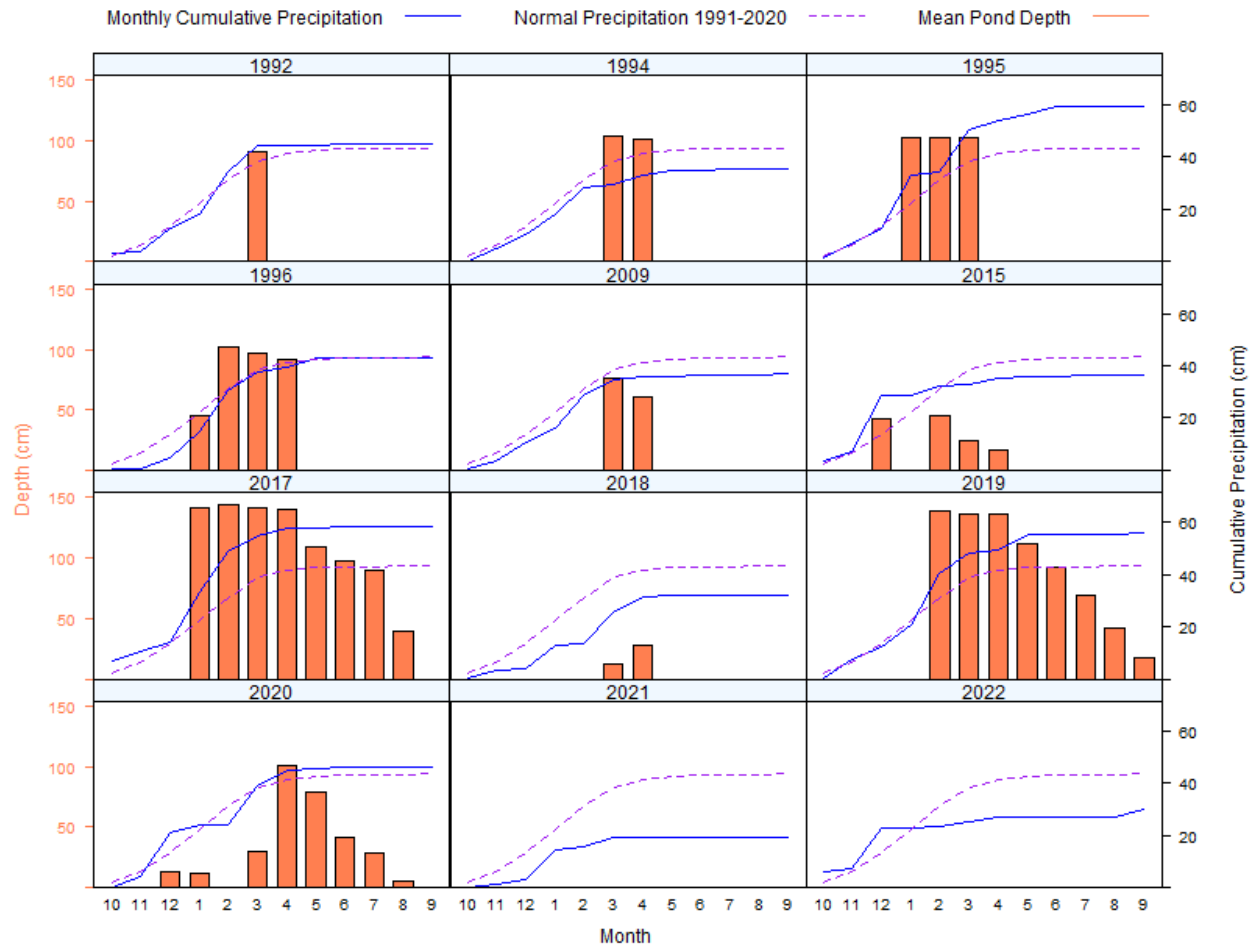 Monthly Cumulative Precipitation Normal Precipitation 1991-2020 Mean Pond Depth
1992 1994 1995
150
100
50
60
40
20
1996 2009 2015
150
100
50
60
40
20
2017 2018 2019
150
100
50
60
40
20
2020 2021 2022
150
100
50
60
40
20
Depth (cm)
Cumulative Precipitation (cm)
10 11 12 1 2 3 4 5 6 7 8 9 10 11 12 1 2 3 4 5 6 7 8 9 10 11 12 1 2 3 4 5 6 7 8 9
Month